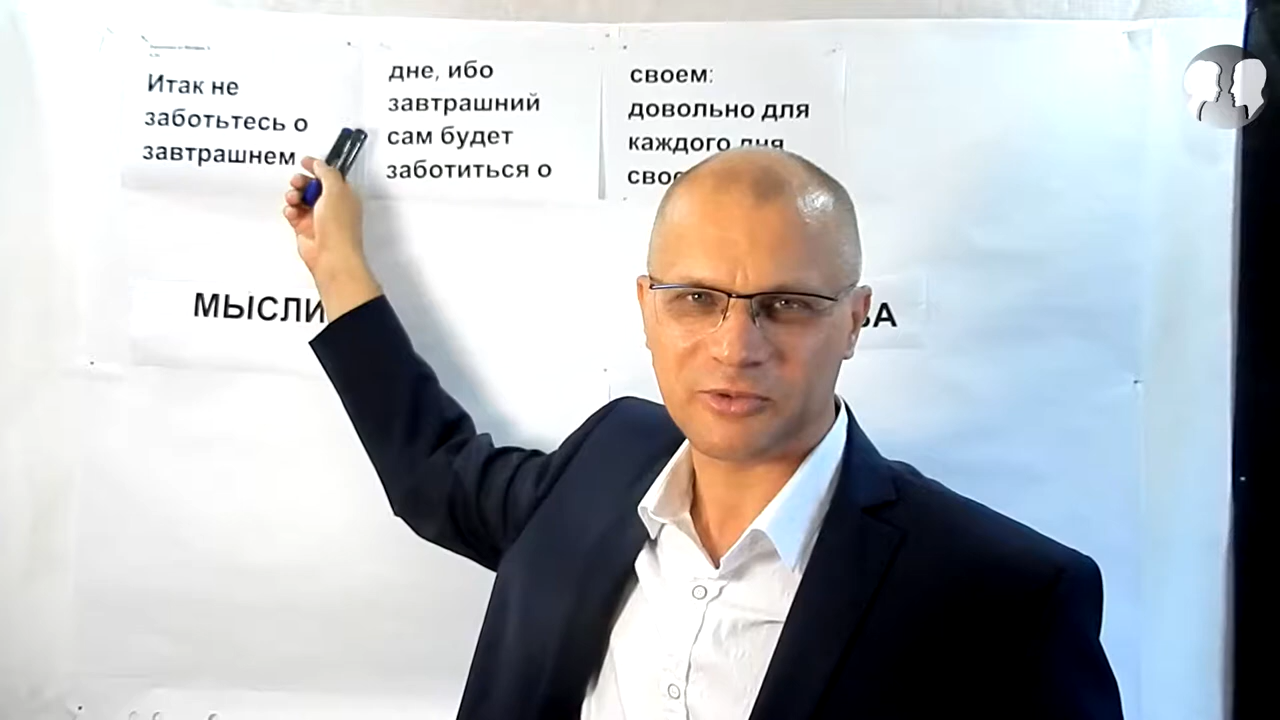 Итак не
заботьтесь о
завтрашнем
дне, ибо
завтрашний
сам будет
заботиться о
своем:
довольно для
каждого дня
МЫСЛИ